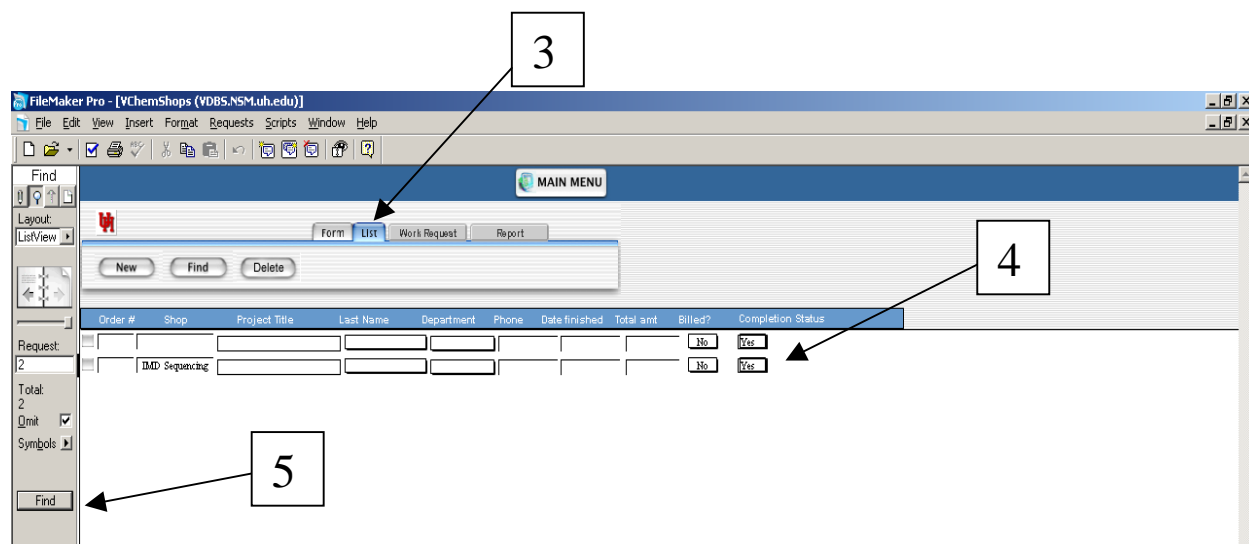 3
FileMaker Pro - [VChemShops (VDBS.NSM.uh.edu)]
File Edit View Insert Format Requests Scripts Window Help
Find
MAIN MENU
Layout:
ListView
UH
Form List Work Request Report
New Find Delete
4
Order # Shop Project Title Last Name Department Phone Date finished Total amt Billed? Completion Status
No Yes
IMD Sequencing No Yes
Request:
2
Total:
2
Omit
Symbols
5
Find